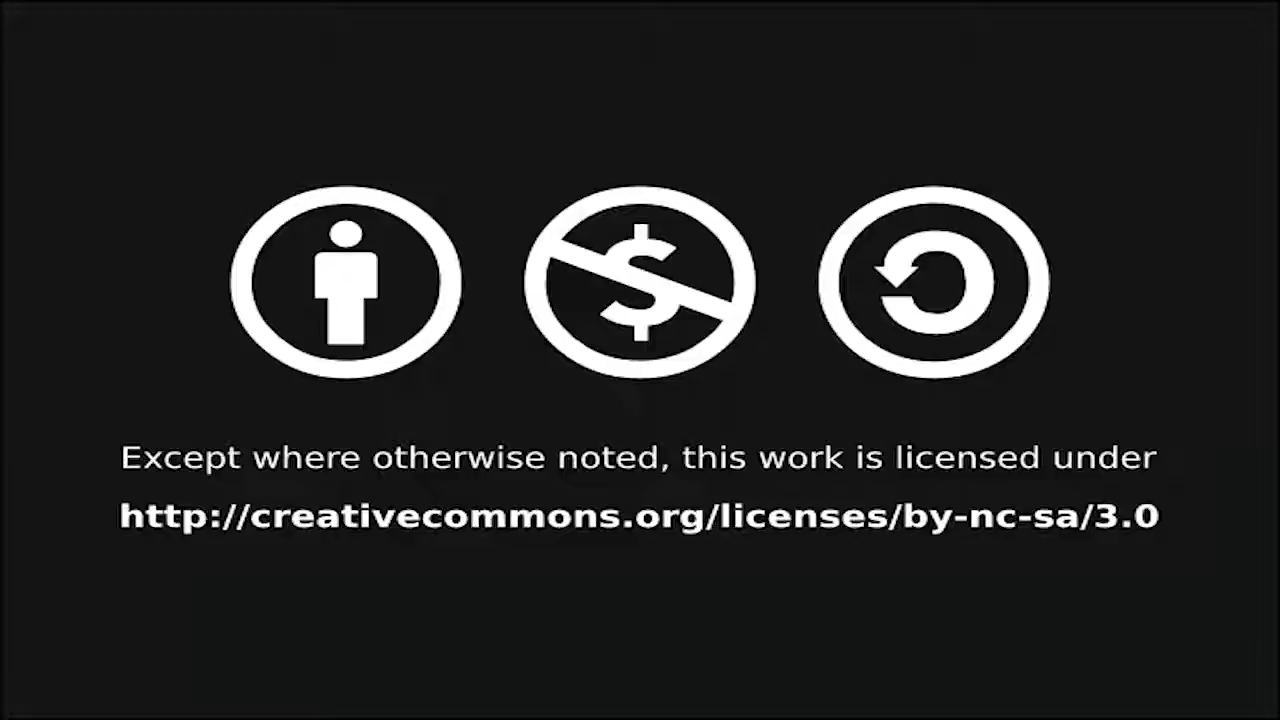 Except where otherwise noted, this work is licensed under
http://creativecommons.org/licenses/by-nc-sa/3.0